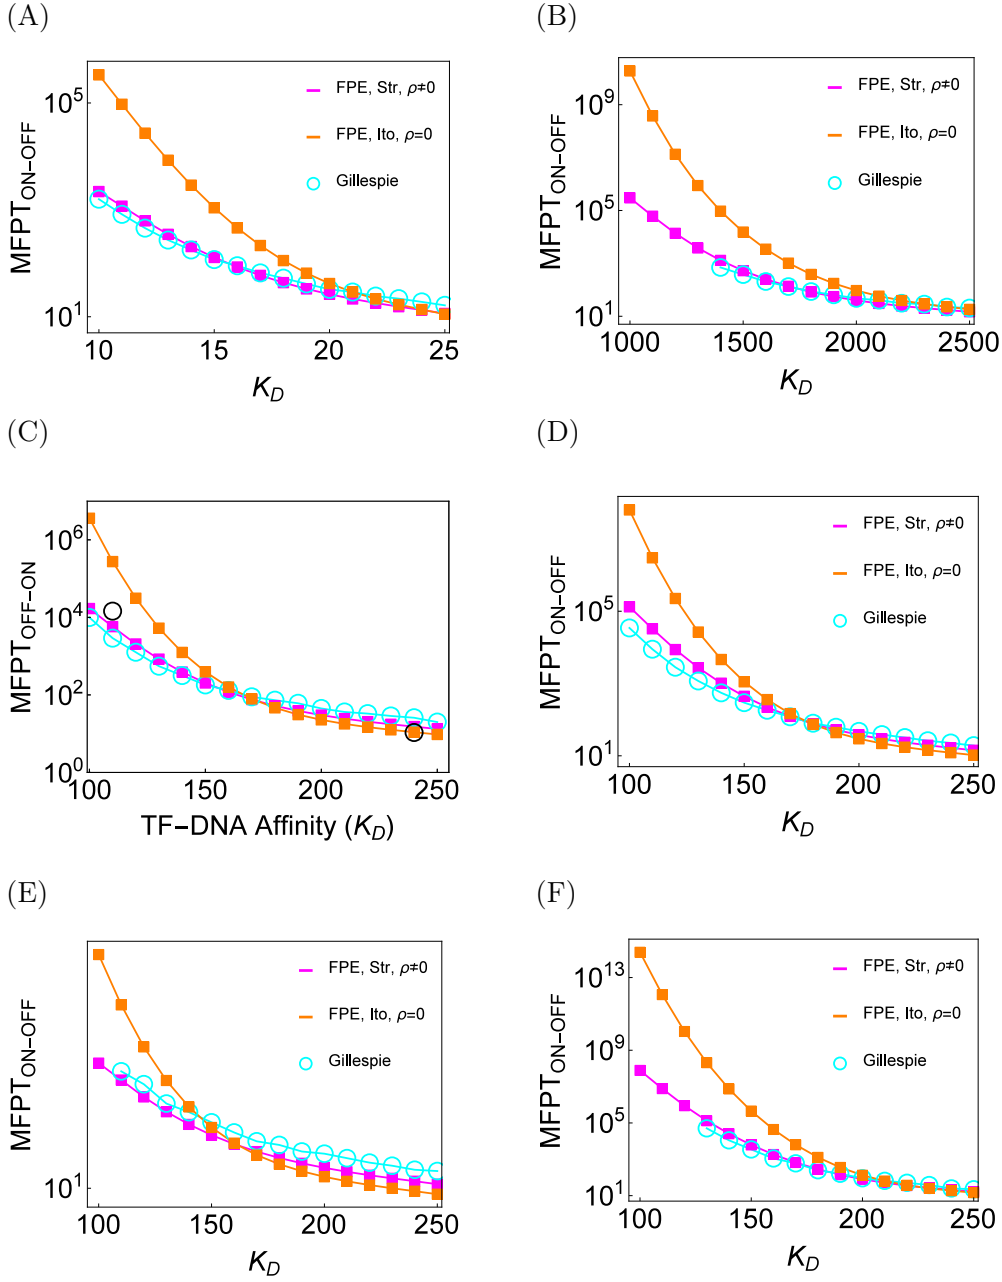 (A)
10^5
10^1
MFPT_ON−OFF
FPE, Str, ρ≠0
FPE, Ito, ρ=0
Gillespie
10 15 20 25
K_D
(B)
10^9
10^5
10^1
MFPT_ON−OFF
FPE, Str, ρ≠0
FPE, Ito, ρ=0
Gillespie
1000 1500 2000 2500
K_D
(C)
10^6
10^4
10^2
10^0
MFPT_OFF−ON
100 150 200 250
TF−DNA Affinity (K_D)
(D)
10^5
10^1
MFPT_ON−OFF
FPE, Str, ρ≠0
FPE, Ito, ρ=0
Gillespie
100 150 200 250
K_D
(E)
10^1
MFPT_ON−OFF
FPE, Str, ρ≠0
FPE, Ito, ρ=0
Gillespie
100 150 200 250
K_D
(F)
10^13
10^9
10^5
10^1
MFPT_ON−OFF
FPE, Str, ρ≠0
FPE, Ito, ρ=0
Gillespie
100 150 200 250
K_D